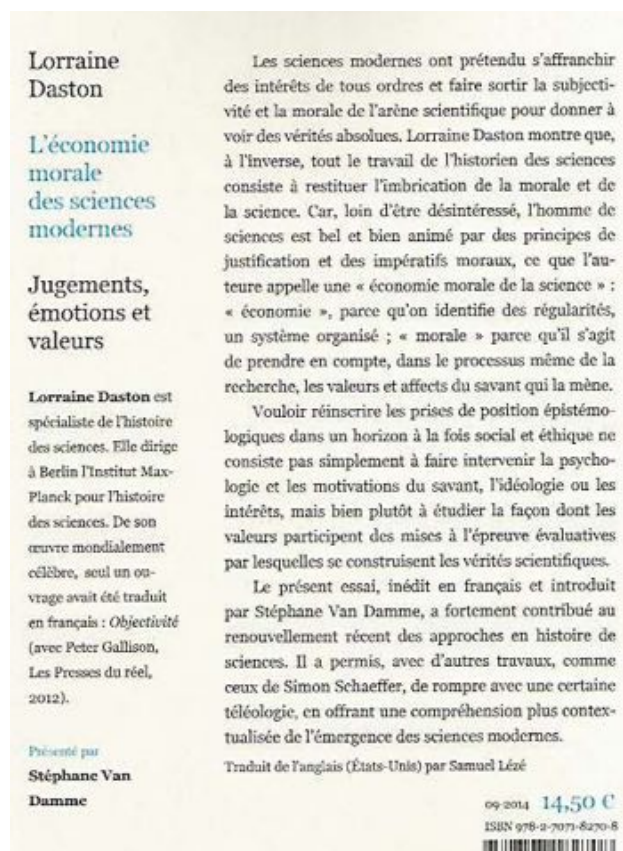 Lorraine
Daston
L'économie
morale
des sciences
modernes
Jugements,
émotions et
valeurs
Lorraine Daston est
spécialiste de l'histoire
des sciences. Elle dirige
à Berlin l'Institut Max-
Planck pour l'histoire
des sciences. De son
œuvre mondialement
célèbre, seul un ou-
vrage avait été traduit
en français : Objectivité
(avec Peter Gallison,
Les Presses du réel,
2012).
Présenté par
Stéphane Van
Damme
Les sciences modernes ont prétendu s'affranchir
des intérêts de tous ordres et faire sortir la subjecti-
vité et la morale de l'arène scientifique pour donner à
voir des vérités absolues. Lorraine Daston montre que,
à l'inverse, tout le travail de l'historien des sciences
consiste à restituer l'imbrication de la morale et de
la science. Car, loin d'être désintéressé, l'homme de
sciences est bel et bien animé par des principes de
justification et des impératifs moraux, ce que l'au-
teure appelle une « économie morale de la science » :
« économie », parce qu'on identifie des régularités,
un système organisé ; « morale » parce qu'il s'agit
de prendre en compte, dans le processus même de la
recherche, les valeurs et affects du savant qui la mène.
Vouloir réinscrire les prises de position épistémo-
logiques dans un horizon à la fois social et éthique ne
consiste pas simplement à faire intervenir la psycho-
logie et les motivations du savant, l'idéologie ou les
intérêts, mais bien plutôt à étudier la façon dont les
valeurs participent des mises à l'épreuve évaluatives
par lesquelles se construisent les vérités scientifiques.
Le présent essai, inédit en français et introduit
par Stéphane Van Damme, a fortement contribué au
renouvellement récent des approches en histoire de
sciences. Il a permis, avec d'autres travaux, comme
ceux de Simon Schaeffer, de rompre avec une certaine
téléologie, en offrant une compréhension plus contex-
tualisée de l'émergence des sciences modernes.
Traduit de l'anglais (États-Unis) par Samuel Lézé
09-2014 14,50 €
ISBN 978-2-7071-8270-8